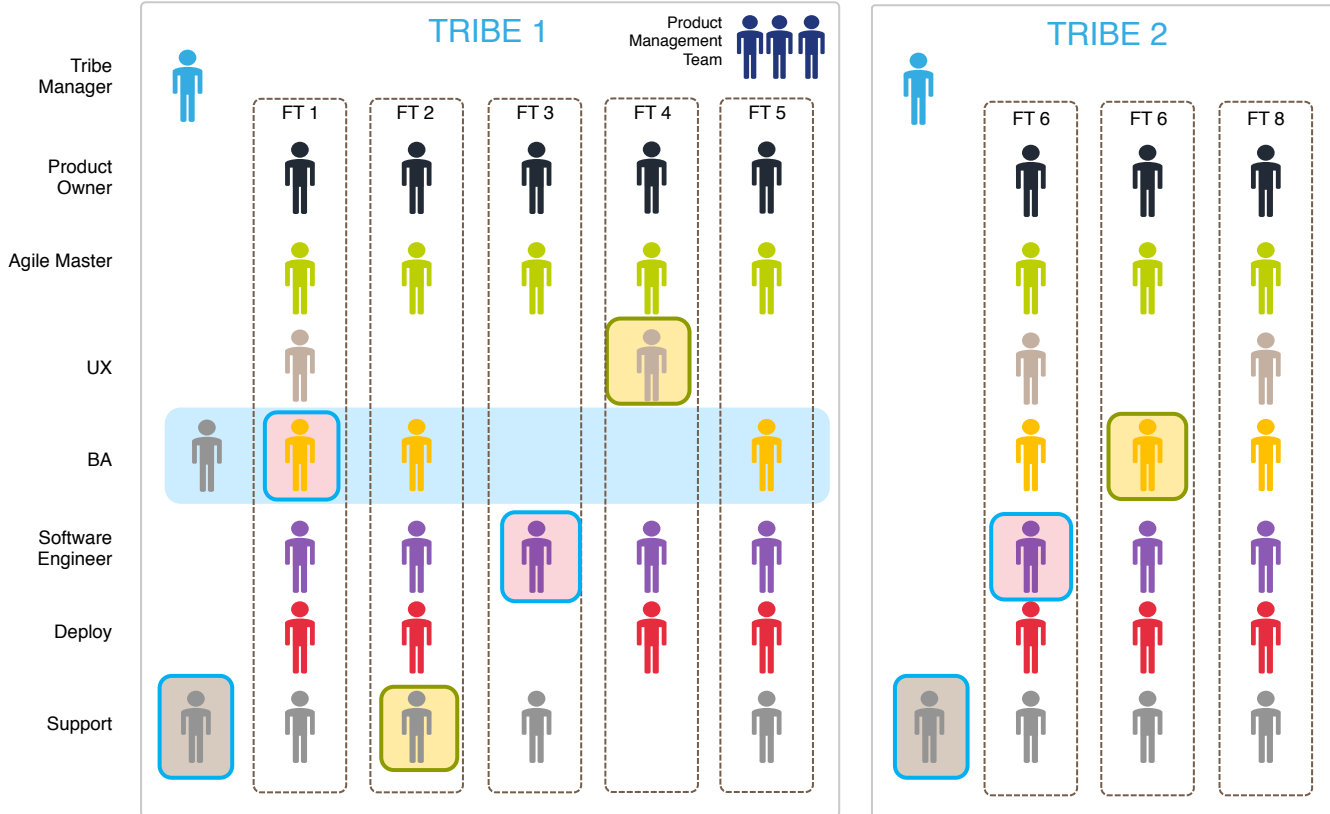 TRIBE 1
Product
Management
Team
TRIBE 2
Tribe
Manager
FT 1
FT 2
FT 3
FT 4
FT 5
FT 6
FT 6
FT 8
Product
Owner
Agile Master
UX
BA
Software
Engineer
Deploy
Support